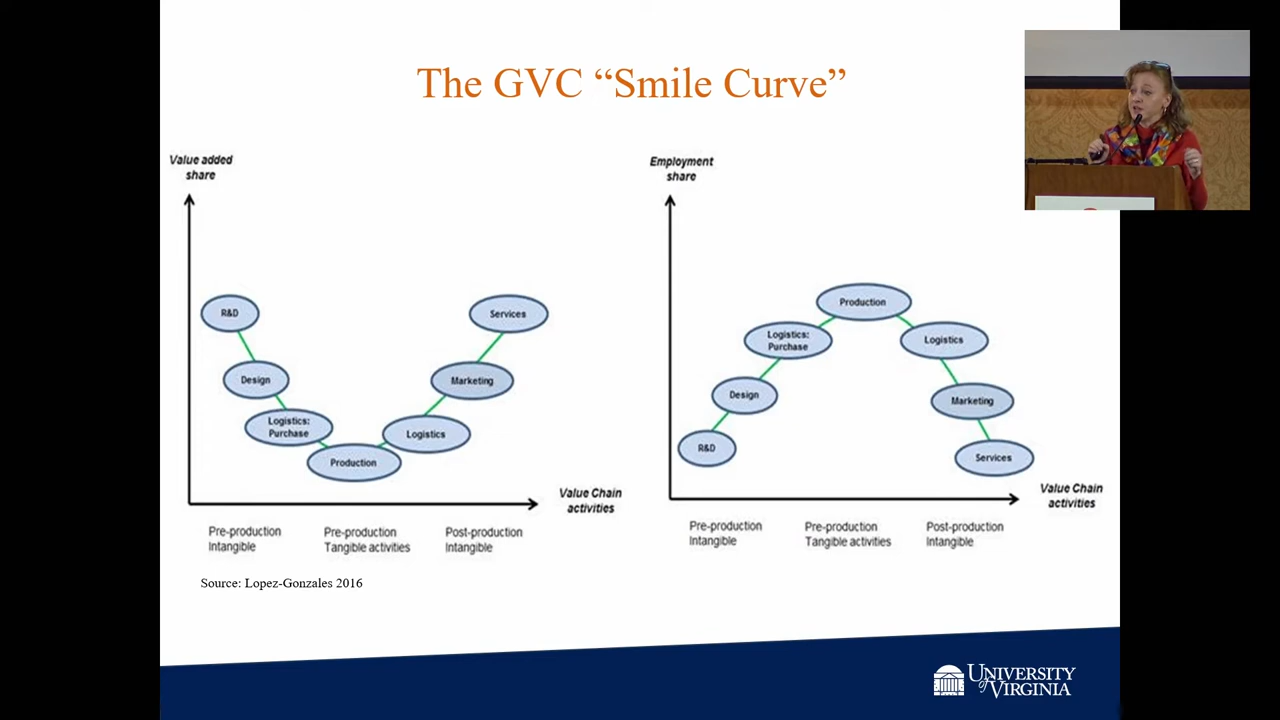 The GVC “Smile Curve”
Value added
share
R&D
Services
Design
Marketing
Logistics:
Purchase
Logistics
Production
Value Chain
activities
Pre-production
Intangible
Pre-production
Tangible activities
Post-production
Intangible
Employment
share
Production
Logistics:
Purchase
Logistics
Design
Marketing
R&D
Services
Value Chain
activities
Pre-production
Intangible
Pre-production
Tangible activities
Post-production
Intangible
Source: Lopez-Gonzales 2016
UNIVERSITY
of VIRGINIA